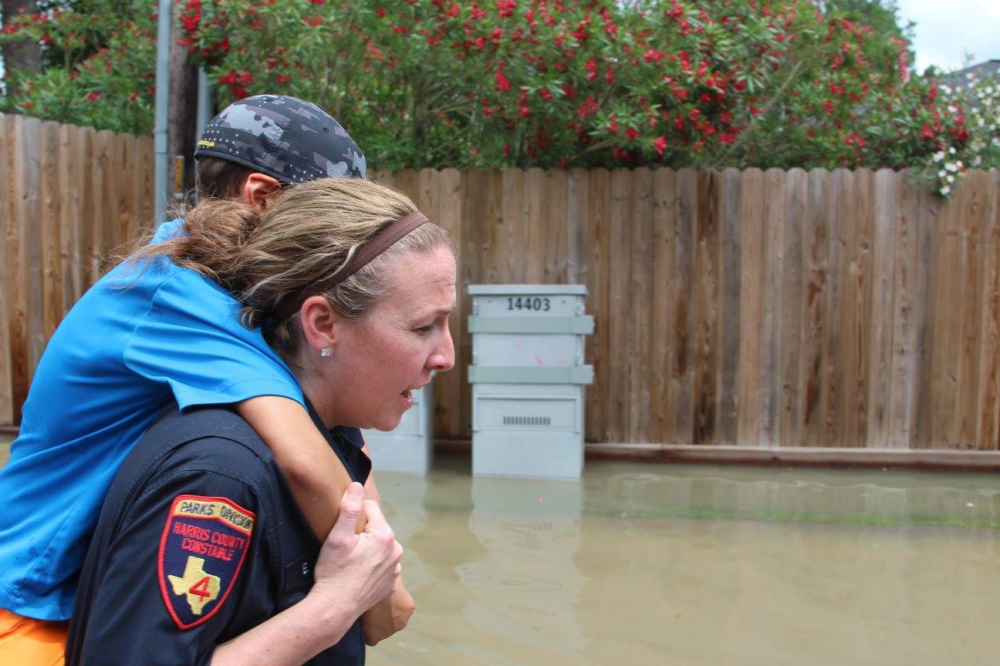 14403
PARKS DIVISION
HARRIS COUNTY
CONSTABLE
4
E